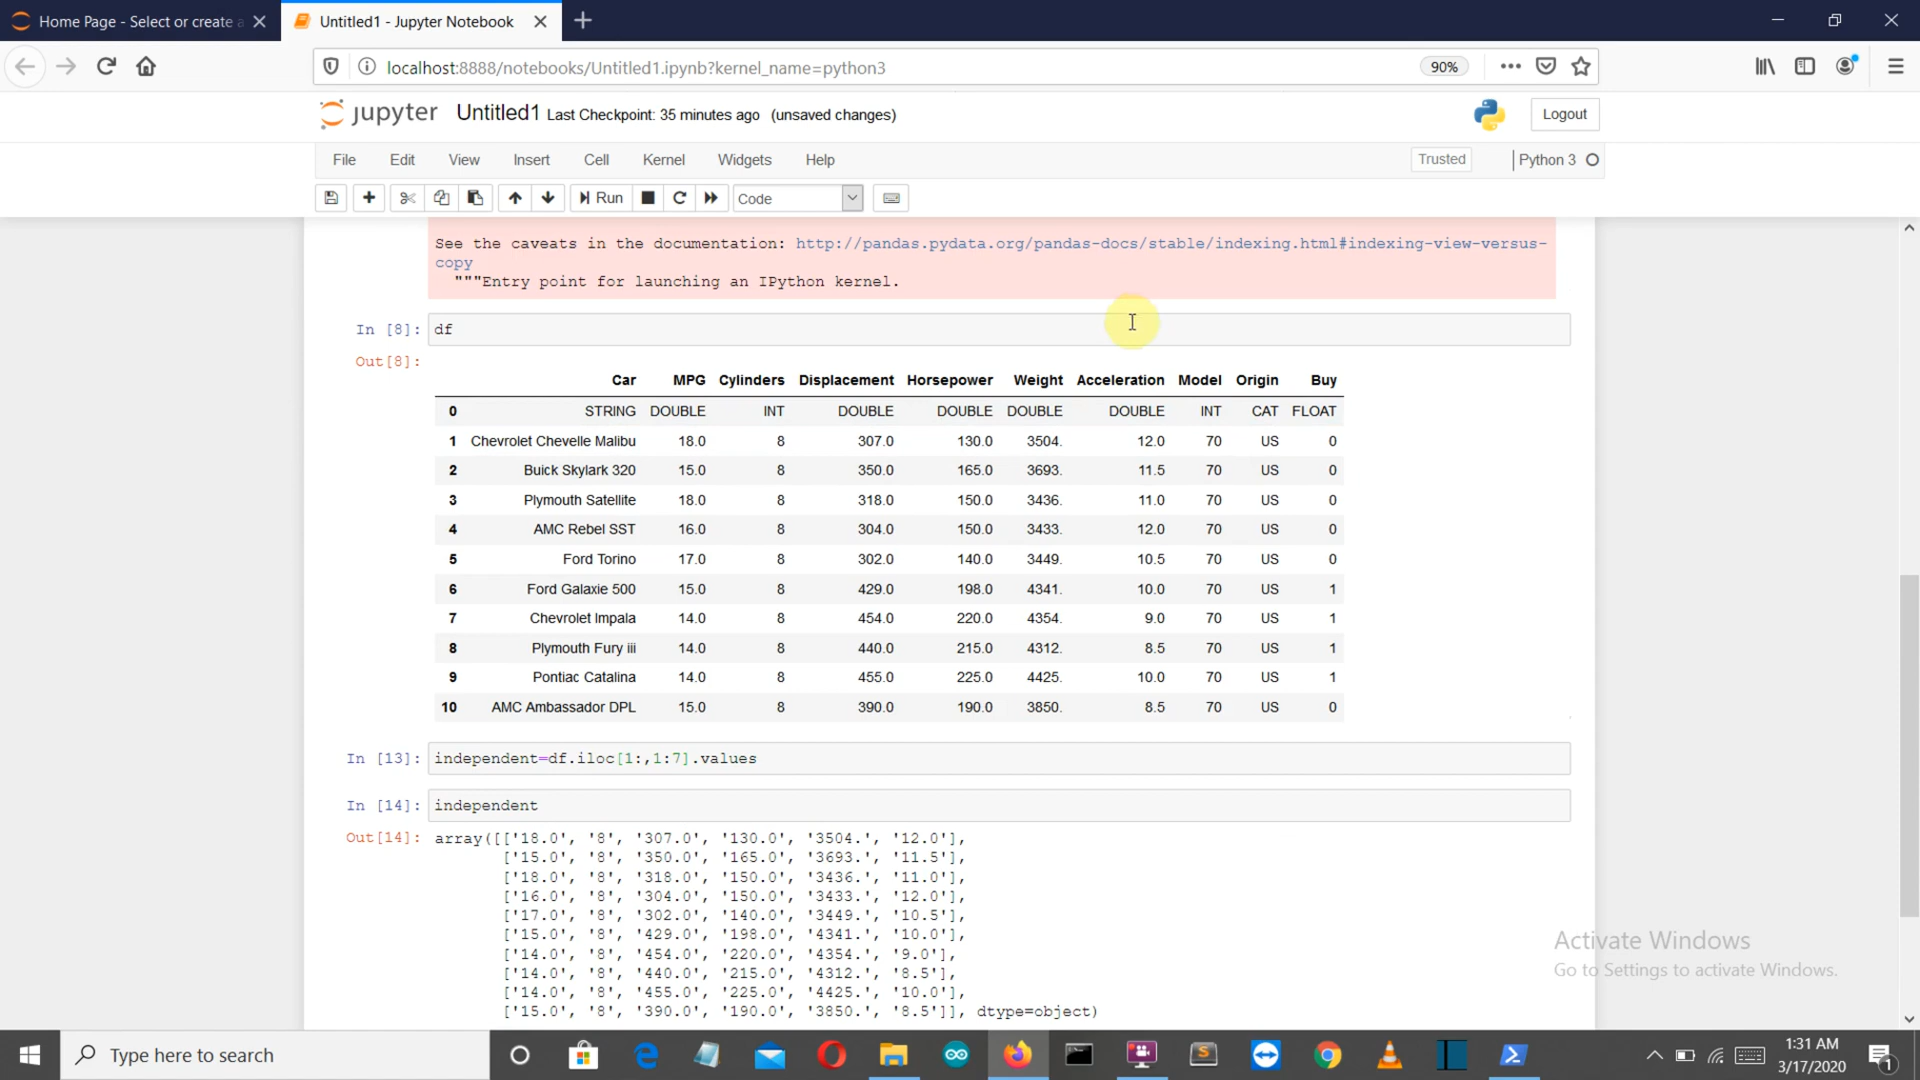 Home Page - Select or create a
Untitled1 - Jupyter Notebook
localhost:8888/notebooks/Untitled1.ipynb?kernel_name=python3
90%
jupyter Untitled1 Last Checkpoint: 35 minutes ago (unsaved changes)
Logout
File Edit View Insert Cell Kernel Widgets Help
Trusted
Python 3
Run
Code
See the caveats in the documentation: http://pandas.pydata.org/pandas-docs/stable/indexing.html#indexing-view-versus-
copy
"""Entry point for launching an IPython kernel.
In [8]: df
Out[8]:
Car MPG Cylinders Displacement Horsepower Weight Acceleration Model Origin Buy
0 STRING DOUBLE INT DOUBLE DOUBLE DOUBLE DOUBLE INT CAT FLOAT
1 Chevrolet Chevelle Malibu 18.0 8 307.0 130.0 3504. 12.0 70 US 0
2 Buick Skylark 320 15.0 8 350.0 165.0 3693. 11.5 70 US 0
3 Plymouth Satellite 18.0 8 318.0 150.0 3436. 11.0 70 US 0
4 AMC Rebel SST 16.0 8 304.0 150.0 3433. 12.0 70 US 0
5 Ford Torino 17.0 8 302.0 140.0 3449. 10.5 70 US 0
6 Ford Galaxie 500 15.0 8 429.0 198.0 4341. 10.0 70 US 1
7 Chevrolet Impala 14.0 8 454.0 220.0 4354. 9.0 70 US 1
8 Plymouth Fury iii 14.0 8 440.0 215.0 4312. 8.5 70 US 1
9 Pontiac Catalina 14.0 8 455.0 225.0 4425. 10.0 70 US 1
10 AMC Ambassador DPL 15.0 8 390.0 190.0 3850. 8.5 70 US 0
In [13]: independent=df.iloc[1:,1:7].values
In [14]: independent
Out[14]: array([['18.0', '8', '307.0', '130.0', '3504.', '12.0'],
['15.0', '8', '350.0', '165.0', '3693.', '11.5'],
['18.0', '8', '318.0', '150.0', '3436.', '11.0'],
['16.0', '8', '304.0', '150.0', '3433.', '12.0'],
['17.0', '8', '302.0', '140.0', '3449.', '10.5'],
['15.0', '8', '429.0', '198.0', '4341.', '10.0'],
['14.0', '8', '454.0', '220.0', '4354.', '9.0'],
['14.0', '8', '440.0', '215.0', '4312.', '8.5'],
['14.0', '8', '455.0', '225.0', '4425.', '10.0'],
['15.0', '8', '390.0', '190.0', '3850.', '8.5']], dtype=object)
Activate Windows
Go to Settings to activate Windows.
Type here to search
1:31 AM
3/17/2020
1